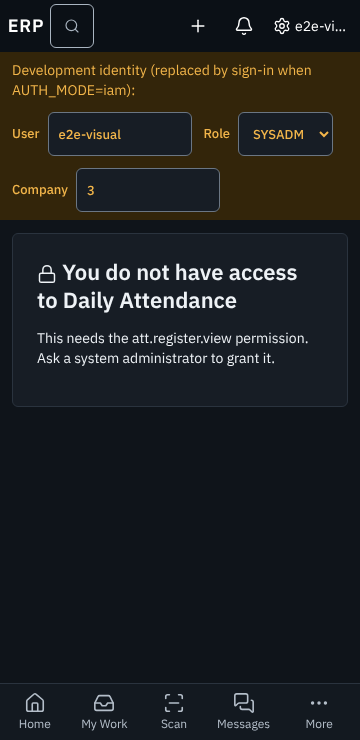 ERP
e2e-vi...
Development identity (replaced by sign-in when
AUTH_MODE=iam):
User e2e-visual Role SYSADM
Company 3
You do not have access
to Daily Attendance
This needs the att.register.view permission.
Ask a system administrator to grant it.
Home My Work Scan Messages More